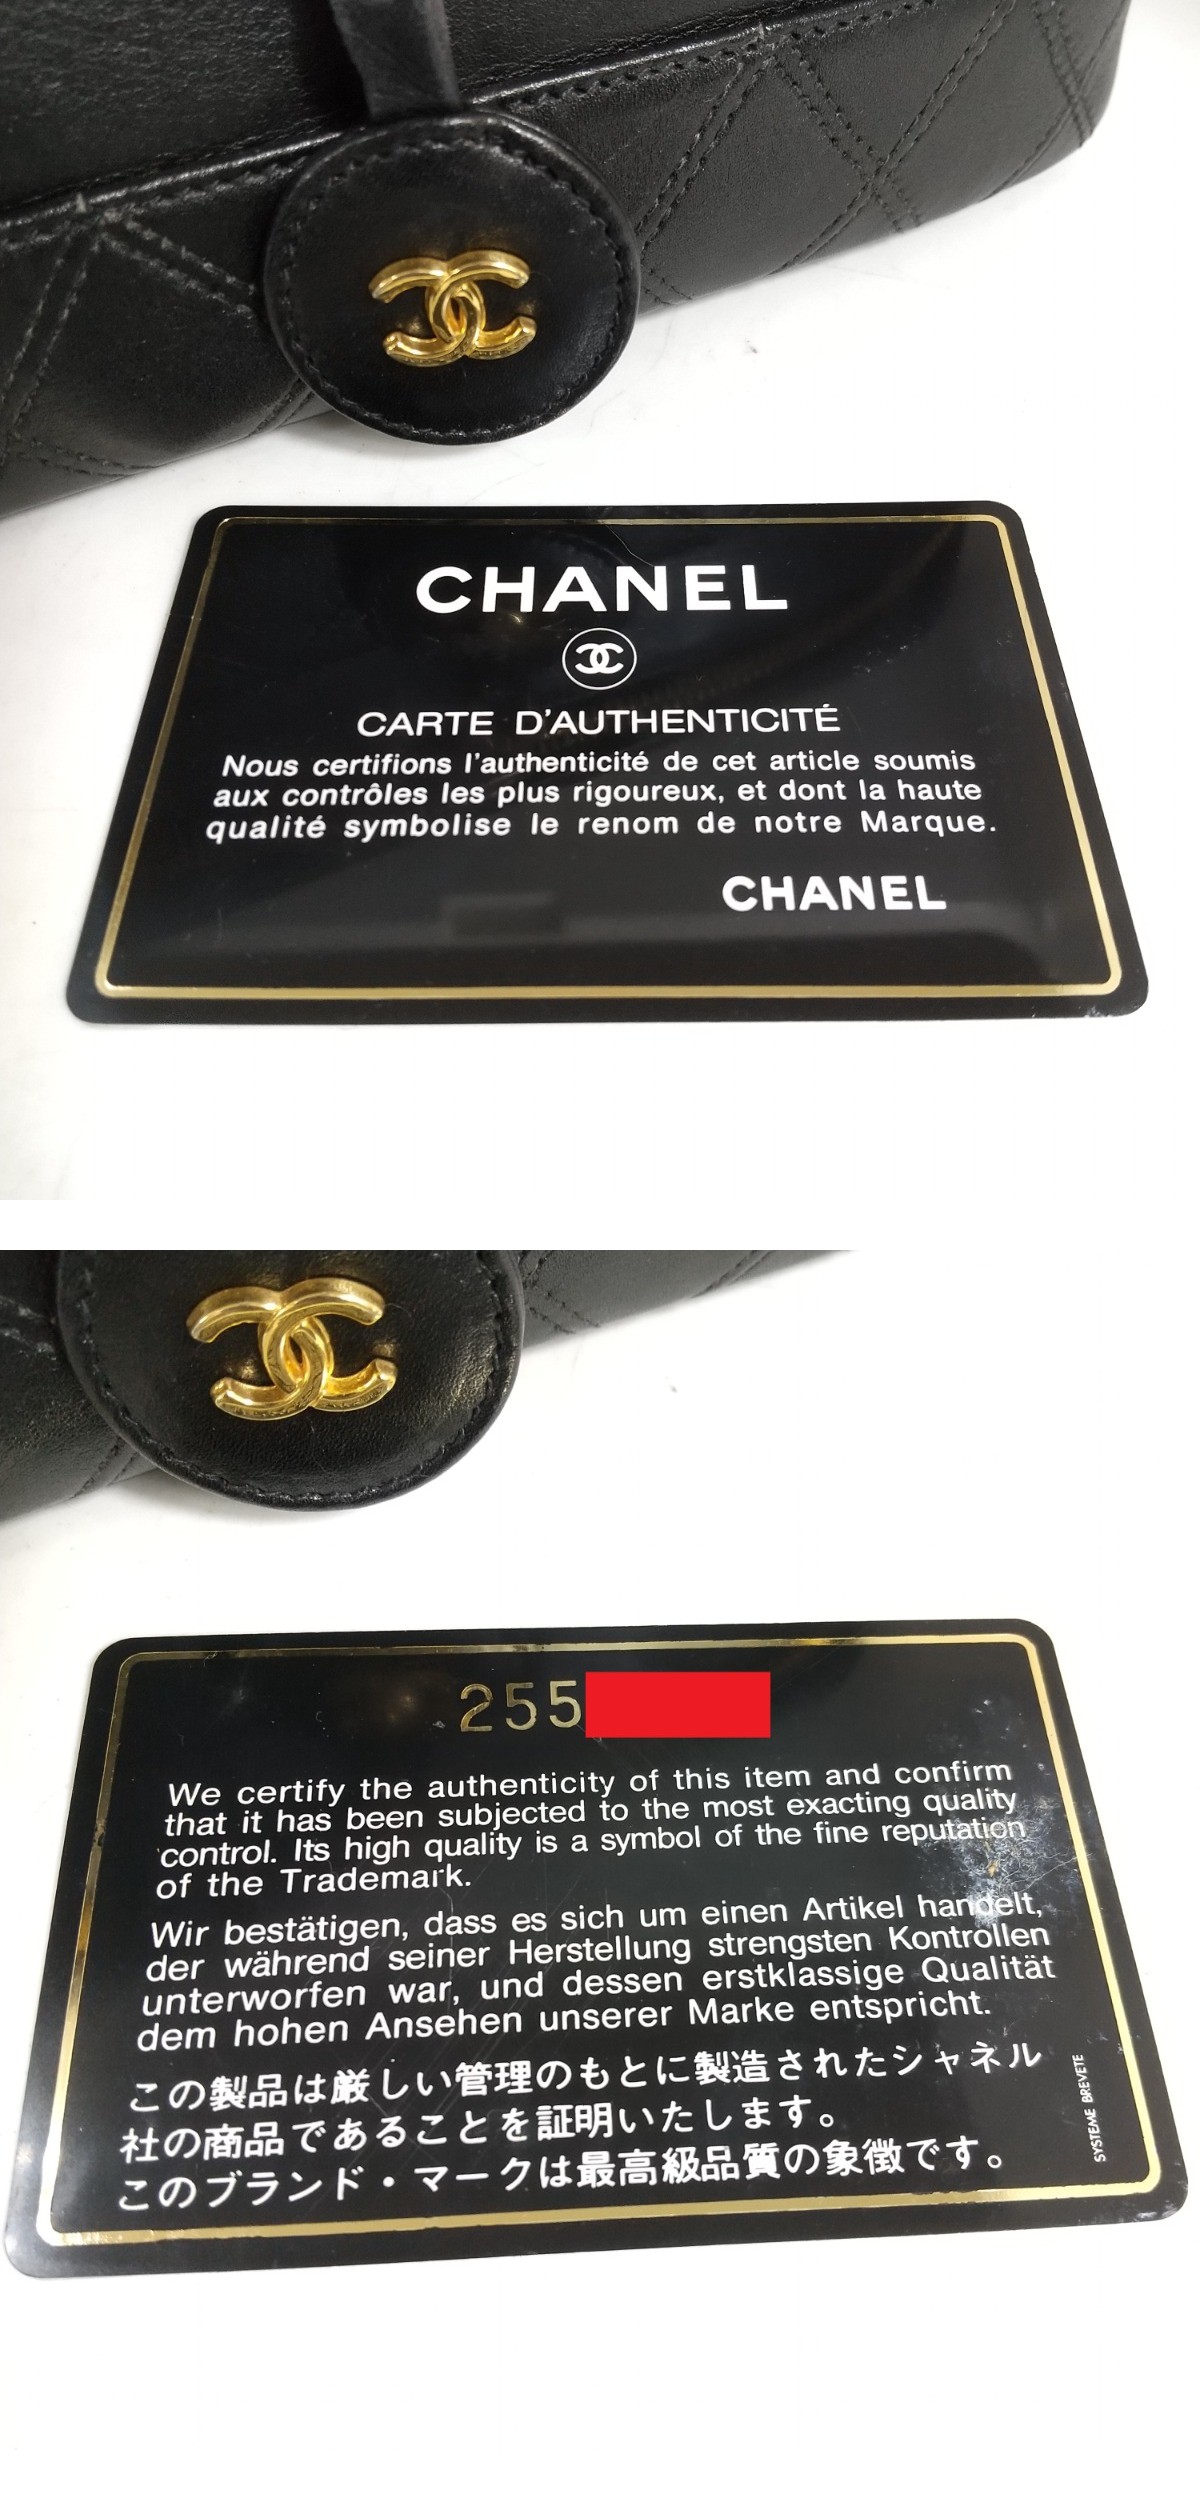 CHANEL
CARTE D'AUTHENTICITÉ
Nous certifions l'authenticité de cet article soumis
aux contrôles les plus rigoureux, et dont la haute
qualité symbolise le renom de notre Marque.
CHANEL
255
We certify the authenticity of this item and confirm
that it has been subjected to the most exacting quality
control. Its high quality is a symbol of the fine reputation
of the Trademark.
Wir bestätigen, dass es sich um einen Artikel handelt,
der während seiner Herstellung strengsten Kontrollen
unterworfen war, und dessen erstklassige Qualität
dem hohen Ansehen unserer Marke entspricht.
この製品は厳しい管理のもとに製造されたシャネル
社の商品であることを証明いたします。
このブランド・マークは最高級品質の象徴です。
SYSTEME BREVETE